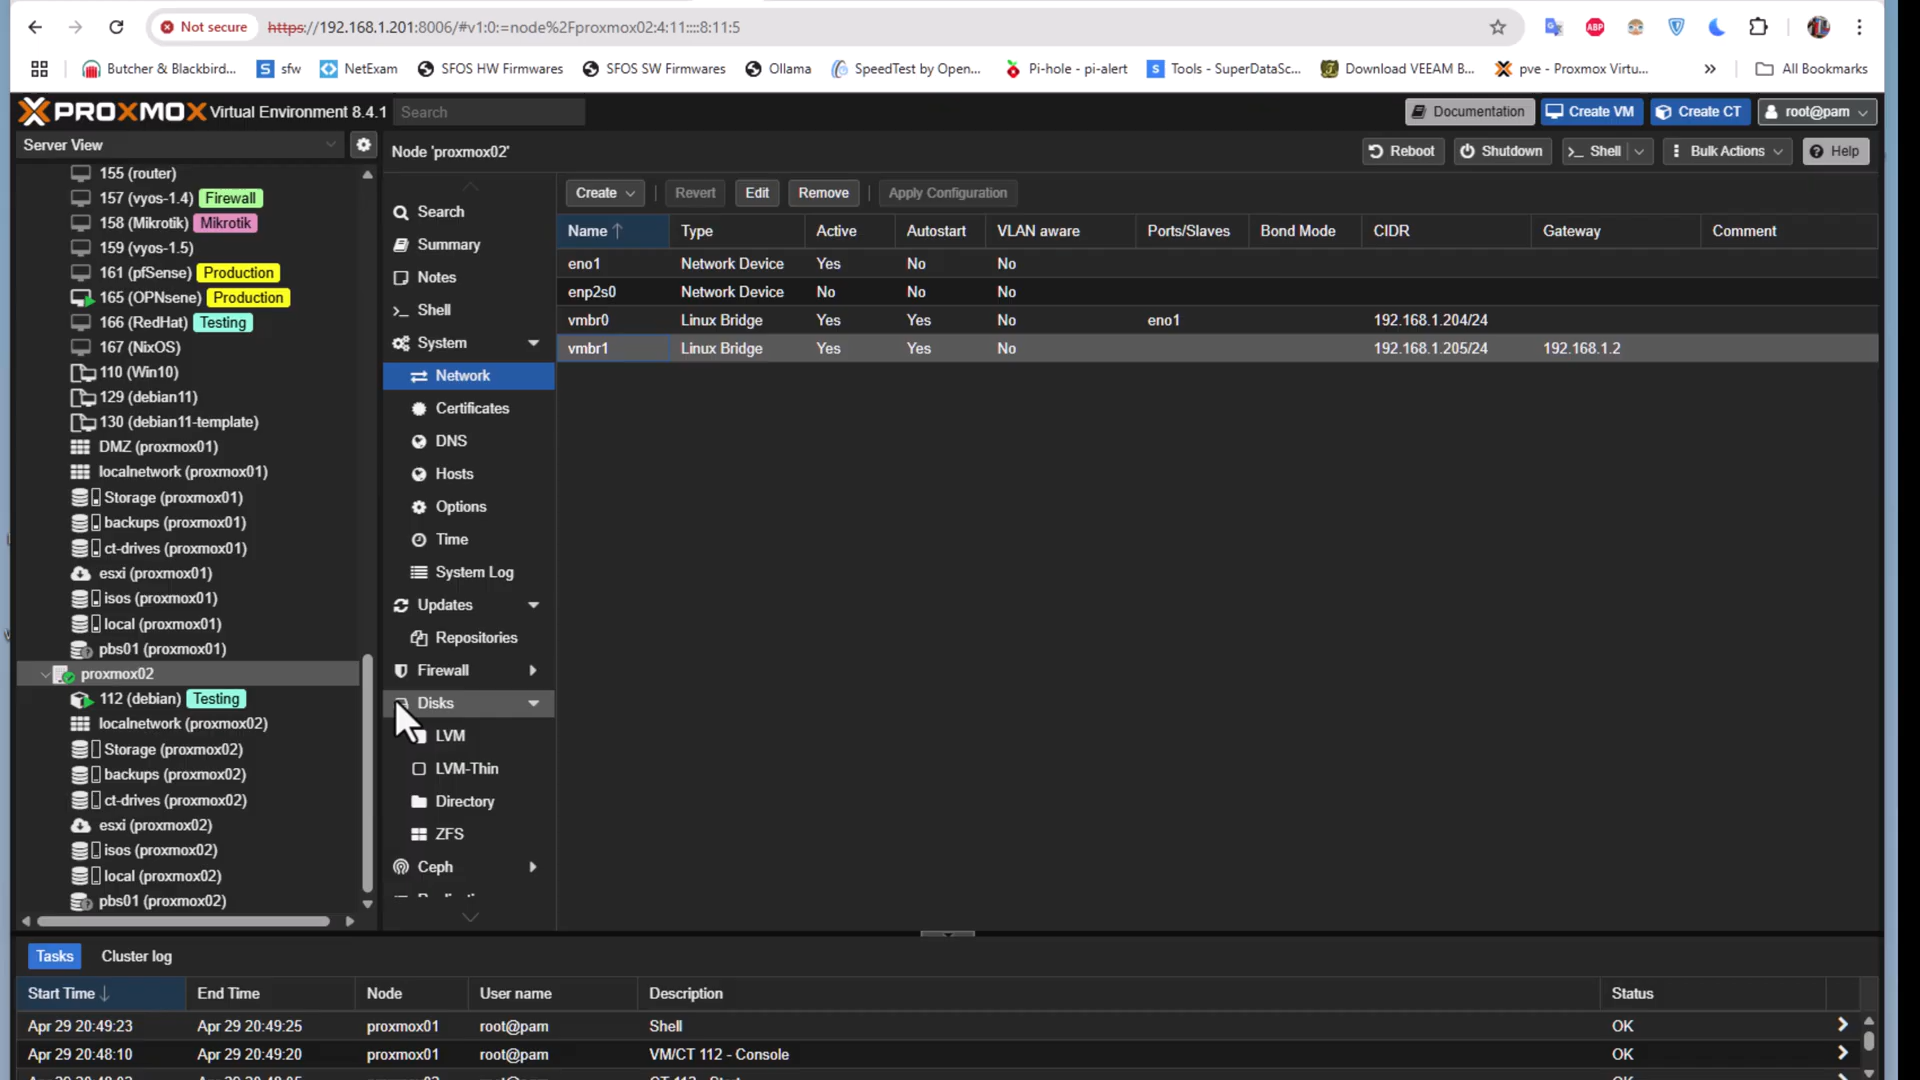 Not secure https://192.168.1.201:8006/#v1:0:=node%2Fproxmox02:4:11::::8:11:5
Butcher & Blackbird... sfw NetExam SFOS HW Firmwares SFOS SW Firmwares Ollama SpeedTest by Open... Pi-hole - pi-alert Tools - SuperDataSc... Download VEEAM B... pve - Proxmox Virtu... » All Bookmarks
PROXMOX Virtual Environment 8.4.1 Search Documentation Create VM Create CT root@pam
Server View
Node 'proxmox02' Reboot Shutdown Shell Bulk Actions Help
155 (router)
157 (vyos-1.4) Firewall
158 (Mikrotik) Mikrotik
159 (vyos-1.5)
161 (pfSense) Production
165 (OPNsene) Production
166 (RedHat) Testing
167 (NixOS)
110 (Win10)
129 (debian11)
130 (debian11-template)
DMZ (proxmox01)
localnetwork (proxmox01)
Storage (proxmox01)
backups (proxmox01)
ct-drives (proxmox01)
esxi (proxmox01)
isos (proxmox01)
local (proxmox01)
pbs01 (proxmox01)
proxmox02
112 (debian) Testing
localnetwork (proxmox02)
Storage (proxmox02)
backups (proxmox02)
ct-drives (proxmox02)
esxi (proxmox02)
isos (proxmox02)
local (proxmox02)
pbs01 (proxmox02)
Search
Summary
Notes
Shell
System
Network
Certificates
DNS
Hosts
Options
Time
System Log
Updates
Repositories
Firewall
Disks
LVM
LVM-Thin
Directory
ZFS
Ceph
Create Revert Edit Remove Apply Configuration
Name Type Active Autostart VLAN aware Ports/Slaves Bond Mode CIDR Gateway Comment
eno1 Network Device Yes No No
enp2s0 Network Device No No No
vmbr0 Linux Bridge Yes Yes No eno1 192.168.1.204/24
vmbr1 Linux Bridge Yes Yes No 192.168.1.205/24 192.168.1.2
Tasks Cluster log
Start Time End Time Node User name Description Status
Apr 29 20:49:23 Apr 29 20:49:25 proxmox01 root@pam Shell OK
Apr 29 20:48:10 Apr 29 20:49:20 proxmox01 root@pam VM/CT 112 - Console OK